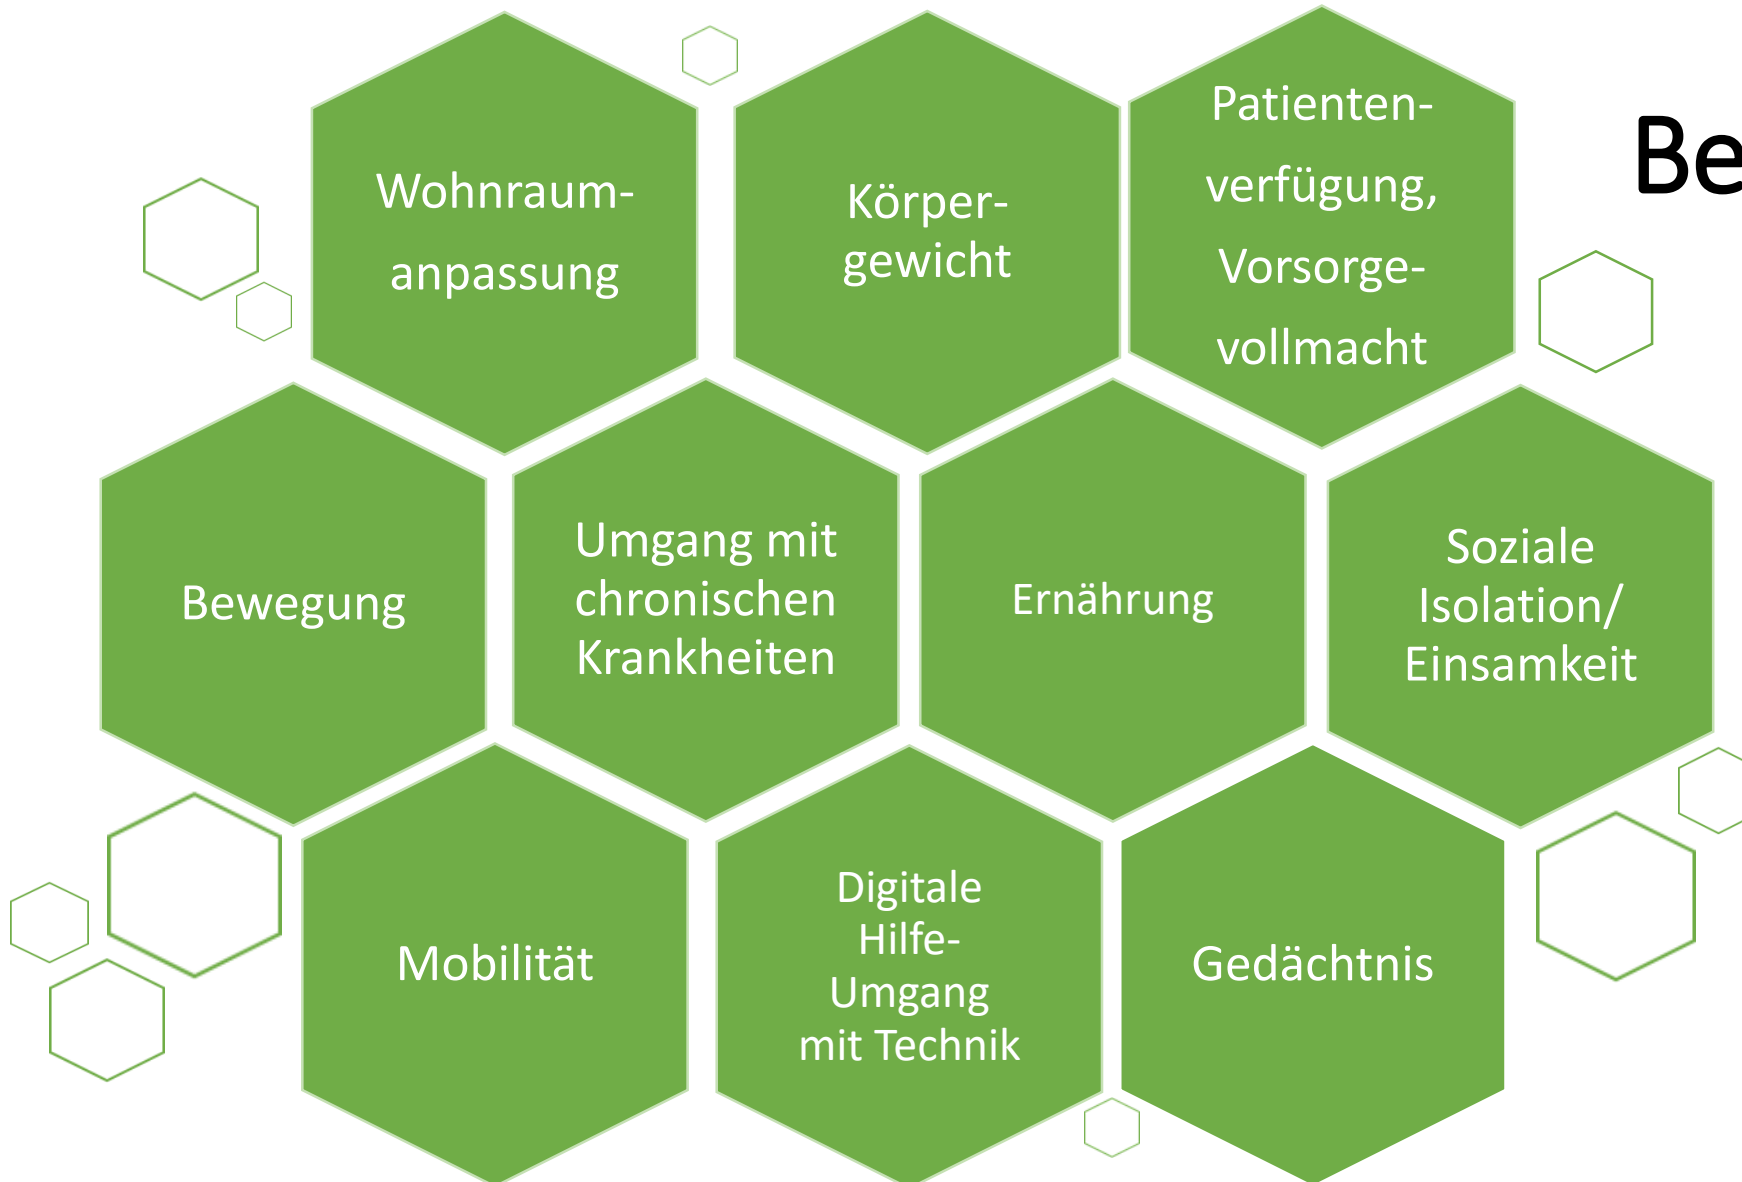 Wohnraum-
anpassung
Körper-
gewicht
Patienten-
verfügung,
Vorsorge-
vollmacht
Be
Bewegung
Umgang mit
chronischen
Krankheiten
Ernährung
Soziale
Isolation/
Einsamkeit
Mobilität
Digitale
Hilfe-
Umgang
mit Technik
Gedächtnis